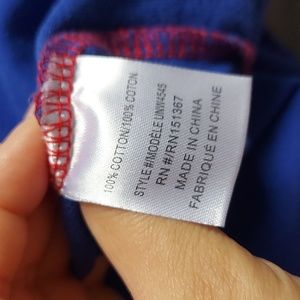 100% COTTON/100% COTON
STYLE #/MODÈLE UNW4545
RN #/RN151367
MADE IN CHINA
FABRIQUÉ EN CHINE